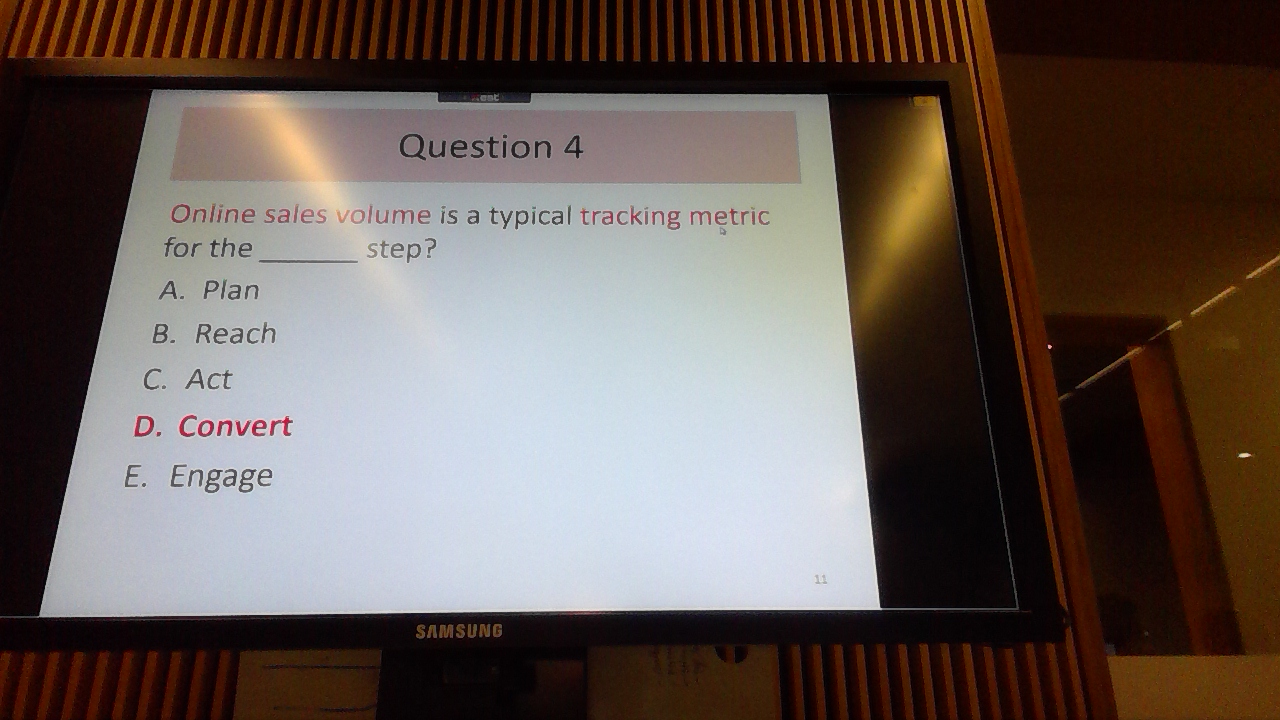 Question 4
Online sales volume is a typical tracking metric
for the _______ step?
A. Plan
B. Reach
C. Act
D. Convert
E. Engage
11
SAMSUNG